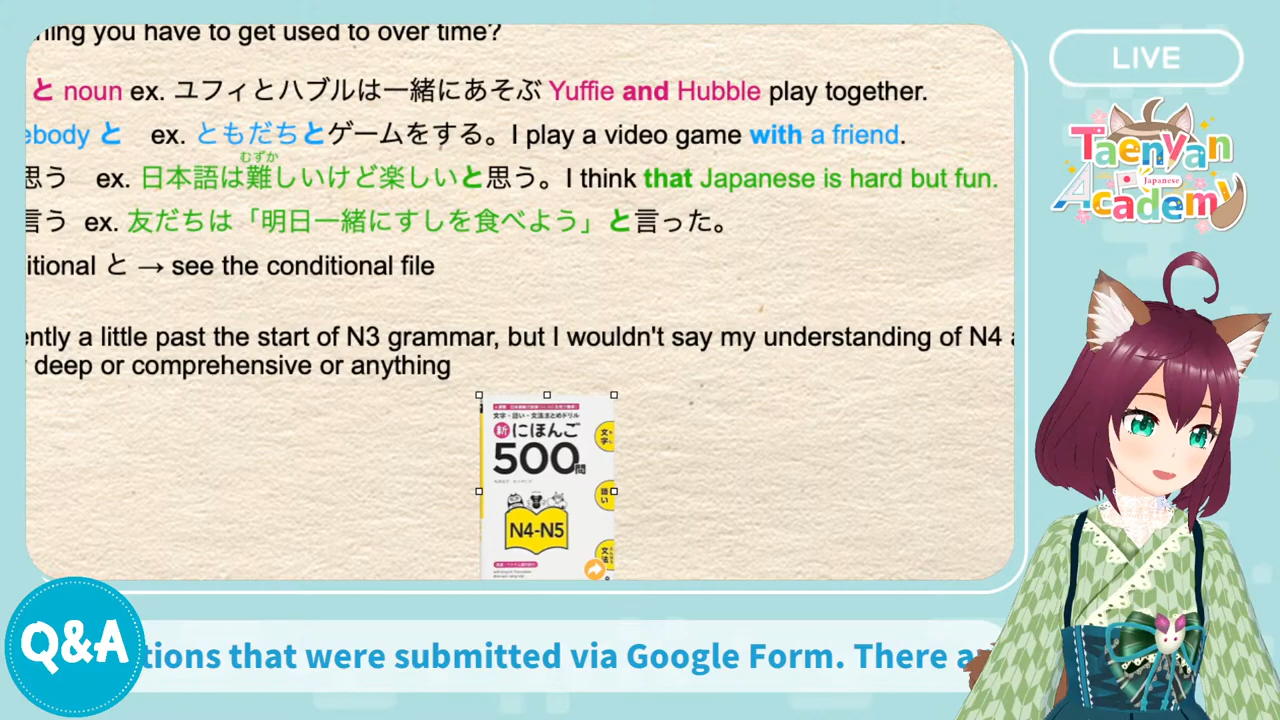 hing you have to get used to over time?
と noun ex. ユフィとハブルは一緒にあそぶ Yuffie and Hubble play together.
ebody と ex. ともだちとゲームをする。I play a video game with a friend.
むずか
思う ex. 日本語は難しいけど楽しいと思う。I think that Japanese is hard but fun.
言う ex. 友だちは「明日一緒にすしを食べよう」と言った。
itional と → see the conditional file
ently a little past the start of N3 grammar, but I wouldn't say my understanding of N4
deep or comprehensive or anything
文字・語い・文法まとめドリル
新にほんご
500問
N4-N5
文字
語い
文法
LIVE
Taenyan
Japanese
Academy
Q&A
tions that were submitted via Google Form. There a